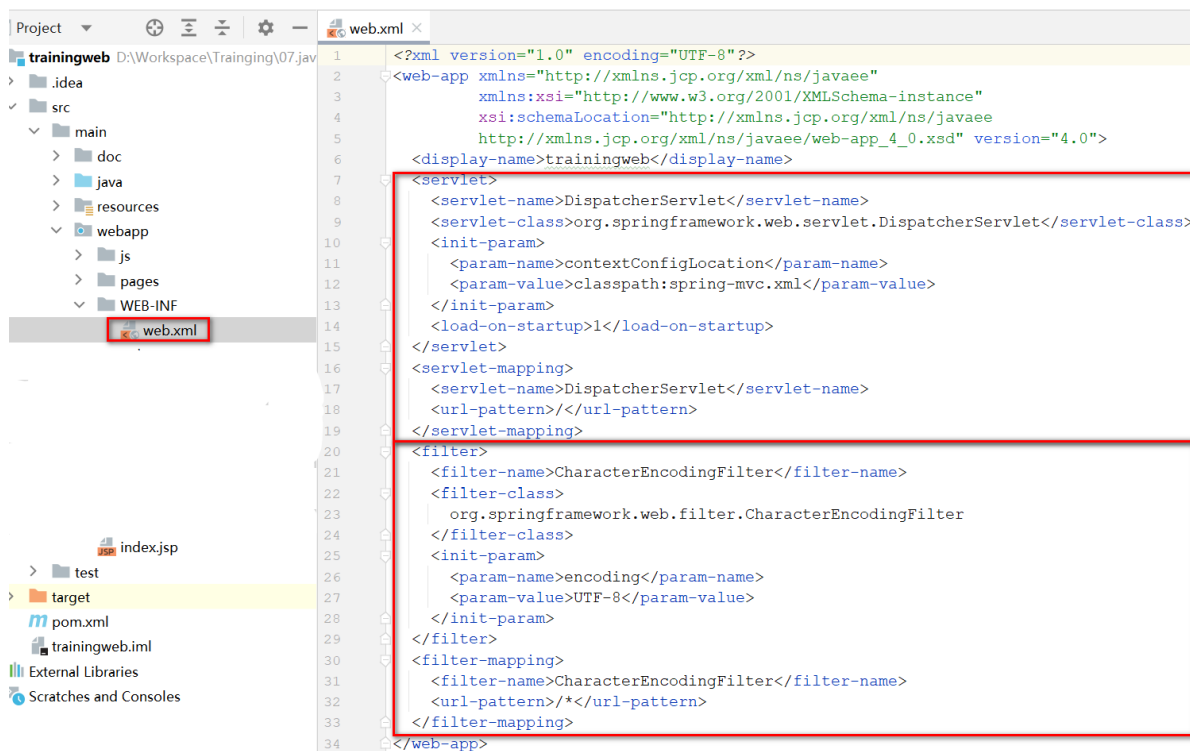 Project
trainingweb D:\Workspace\Trainging\07.jav
.idea
src
main
doc
java
resources
webapp
js
pages
WEB-INF
web.xml
index.jsp
test
target
pom.xml
trainingweb.iml
External Libraries
Scratches and Consoles
web.xml
1 <?xml version="1.0" encoding="UTF-8"?>
2 <web-app xmlns="http://xmlns.jcp.org/xml/ns/javaee"
3 xmlns:xsi="http://www.w3.org/2001/XMLSchema-instance"
4 xsi:schemaLocation="http://xmlns.jcp.org/xml/ns/javaee
5 http://xmlns.jcp.org/xml/ns/javaee/web-app_4_0.xsd" version="4.0">
6 <display-name>trainingweb</display-name>
7 <servlet>
8 <servlet-name>DispatcherServlet</servlet-name>
9 <servlet-class>org.springframework.web.servlet.DispatcherServlet</servlet-class>
10 <init-param>
11 <param-name>contextConfigLocation</param-name>
12 <param-value>classpath:spring-mvc.xml</param-value>
13 </init-param>
14 <load-on-startup>1</load-on-startup>
15 </servlet>
16 <servlet-mapping>
17 <servlet-name>DispatcherServlet</servlet-name>
18 <url-pattern>/</url-pattern>
19 </servlet-mapping>
20 <filter>
21 <filter-name>CharacterEncodingFilter</filter-name>
22 <filter-class>
23 org.springframework.web.filter.CharacterEncodingFilter
24 </filter-class>
25 <init-param>
26 <param-name>encoding</param-name>
27 <param-value>UTF-8</param-value>
28 </init-param>
29 </filter>
30 <filter-mapping>
31 <filter-name>CharacterEncodingFilter</filter-name>
32 <url-pattern>/*</url-pattern>
33 </filter-mapping>
34 </web-app>